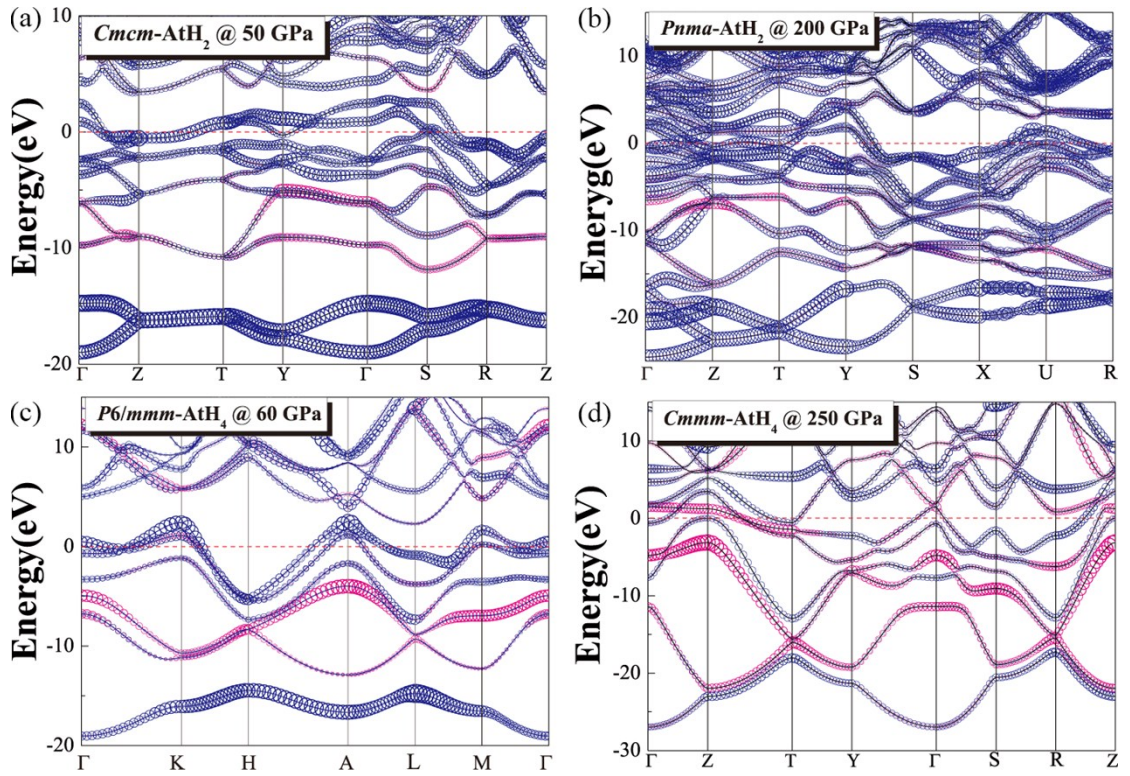 (a)
Cmcm-AtH2 @ 50 GPa
Energy(eV)
10
0
-10
-20
Γ Z T Y Γ S R Z
(b)
Pnma-AtH2 @ 200 GPa
Eneryg(eV)
10
0
-10
-20
Γ Z T Y S X U R
(c)
P6/mmm-AtH4 @ 60 GPa
Energy(eV)
10
0
-10
-20
Γ K H A L M Γ
(d)
Cmmm-AtH4 @ 250 GPa
Energy(eV)
10
0
-10
-20
-30
Γ Z T Y Γ S R Z